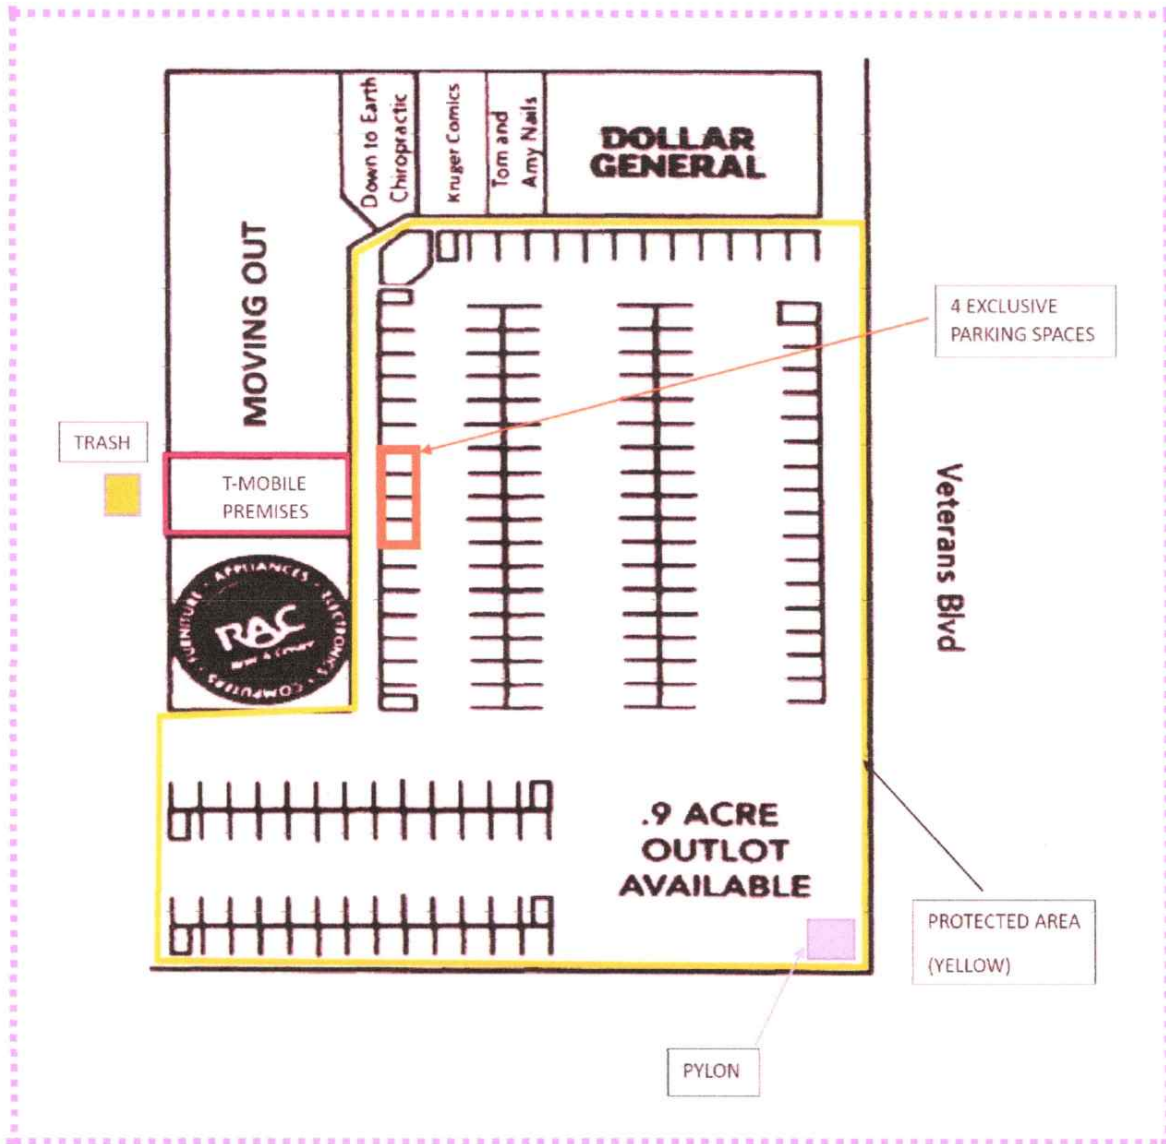 Down to Earth
Chiropractic
Kruger Comics
Tom and
Amy Nails
DOLLAR
GENERAL
MOVING OUT
4 EXCLUSIVE
PARKING SPACES
TRASH
T-MOBILE
PREMISES
FURNITURE • APPLIANCES • ELECTRONICS • COMPUTERS
RAC
Veterans Blvd
.9 ACRE
OUTLOT
AVAILABLE
PROTECTED AREA
(YELLOW)
PYLON